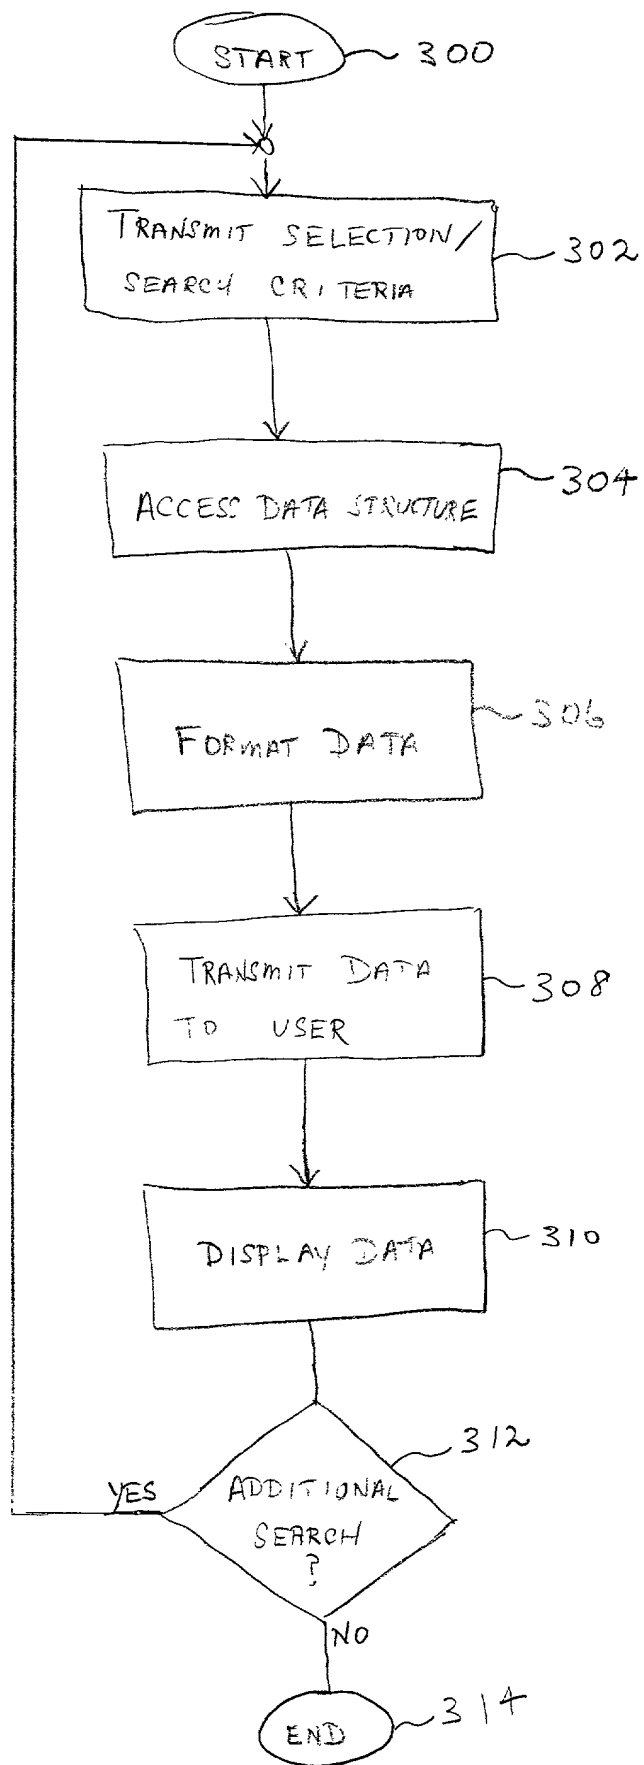 START
300
TRANSMIT SELECTION/
SEARCH CRITERIA
302
ACCESS DATA STRUCTURE
304
FORMAT DATA
306
TRANSMIT DATA
TO USER
308
DISPLAY DATA
310
312
YES
ADDITIONAL
SEARCH
?
NO
END
314